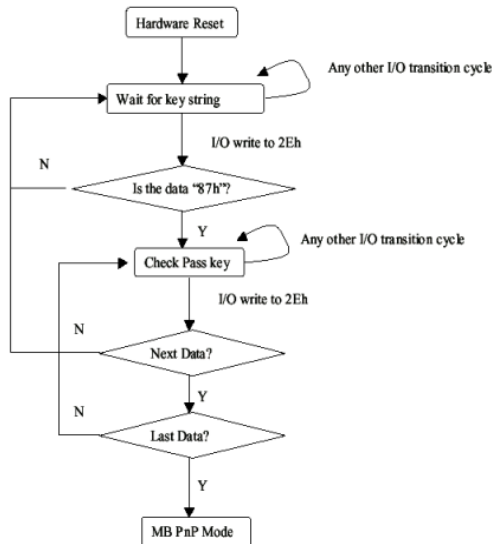 Hardware Reset
Any other I/O transition cycle
Wait for key string
I/O write to 2Eh
N
Is the data “87h”?
Y
Any other I/O transition cycle
Check Pass key
I/O write to 2Eh
N
Next Data?
Y
N
Last Data?
Y
MB PnP Mode